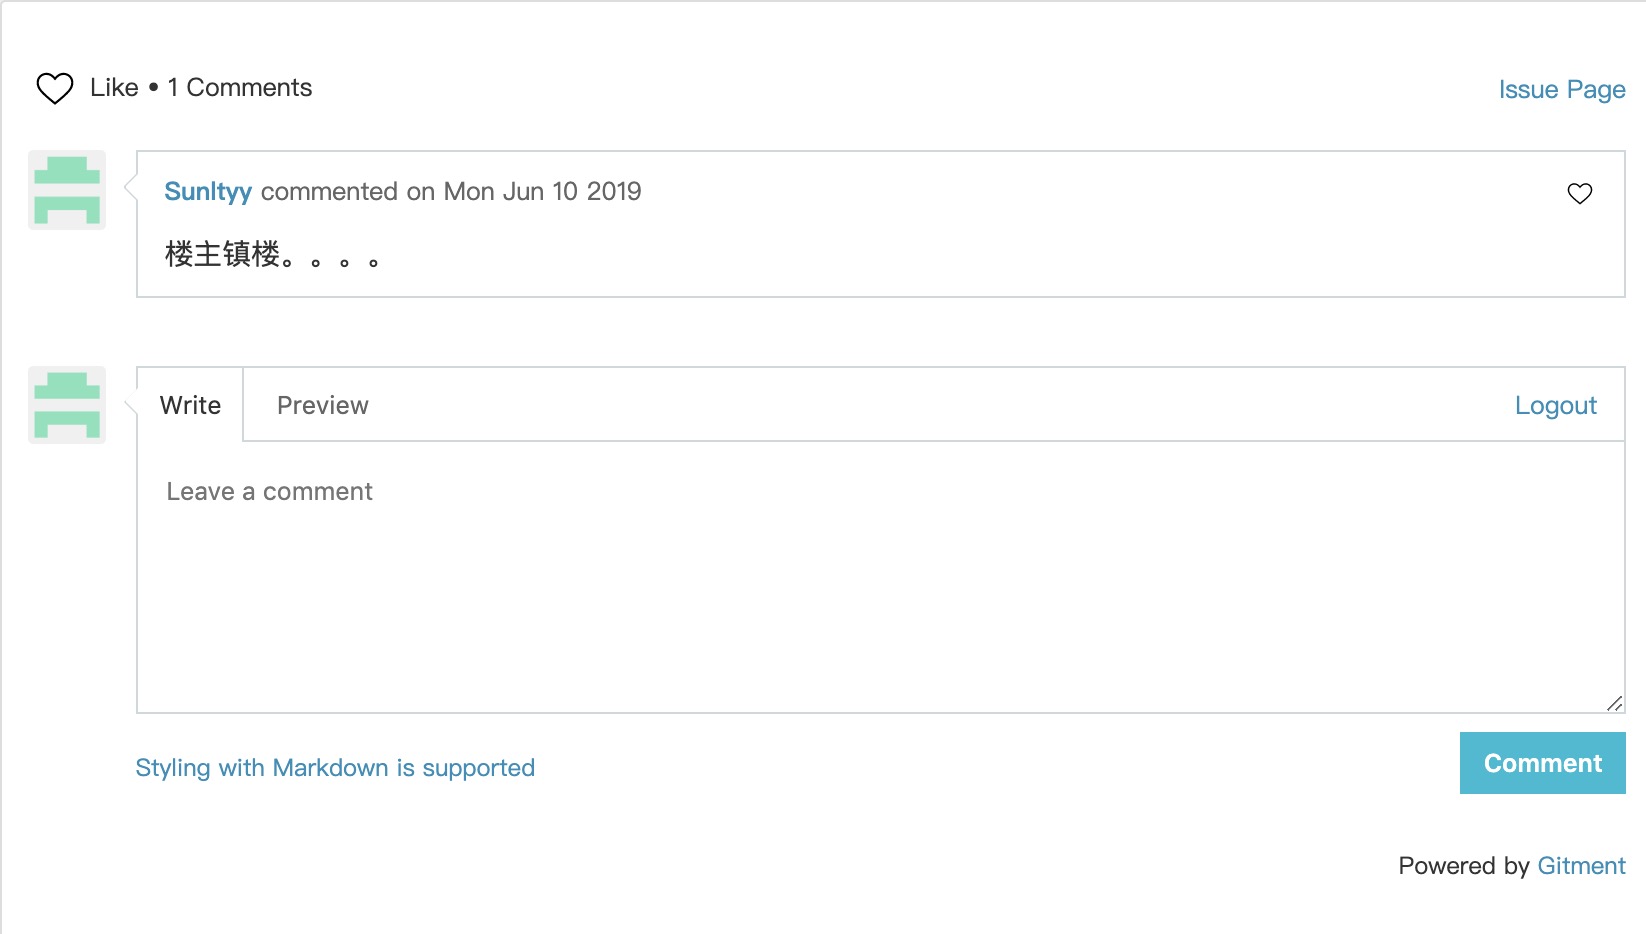 Like • 1 Comments
Issue Page
Sunltyy commented on Mon Jun 10 2019
楼主镇楼。。。。
Write Preview Logout
Leave a comment
Styling with Markdown is supported
Comment
Powered by Gitment